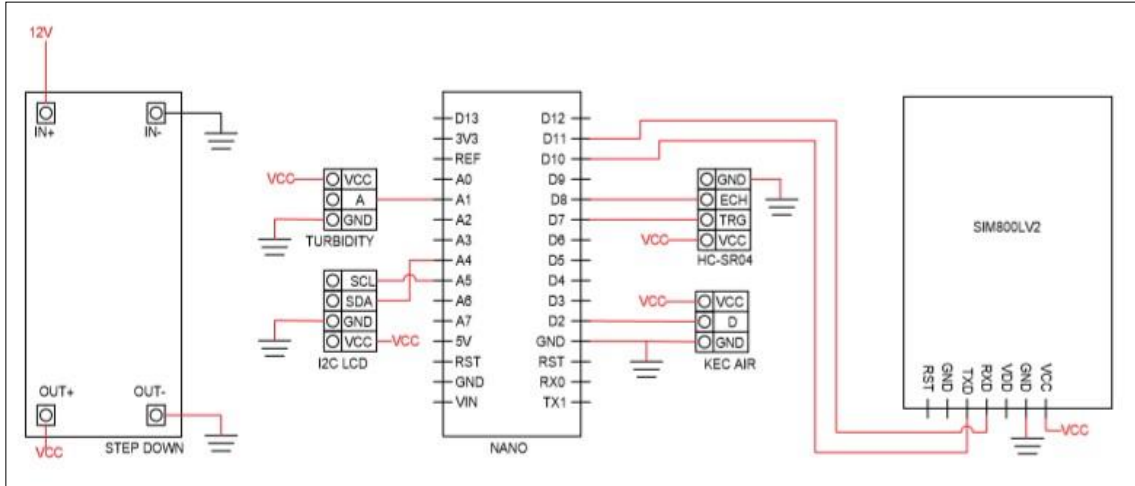 12V
IN+
IN-
OUT+
OUT-
VCC
STEP DOWN
VCC
VCC
A
GND
TURBIDITY
SCL
SDA
GND
VCC
VCC
I2C LCD
D13
3V3
REF
A0
A1
A2
A3
A4
A5
A6
A7
5V
RST
GND
VIN
D12
D11
D10
D9
D8
D7
D6
D5
D4
D3
D2
GND
RST
RX0
TX1
NANO
GND
ECH
TRG
VCC
VCC
HC-SR04
VCC
VCC
D
GND
KEC AIR
SIM800LV2
RST
GND
TXD
RXD
VDD
GND
VCC
VCC